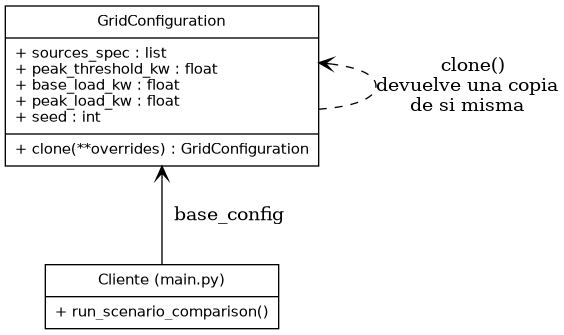 GridConfiguration
+ sources_spec : list
+ peak_threshold_kw : float
+ base_load_kw : float
+ peak_load_kw : float
+ seed : int
+ clone(**overrides) : GridConfiguration
clone()
devuelve una copia
de si misma
base_config
Cliente (main.py)
+ run_scenario_comparison()